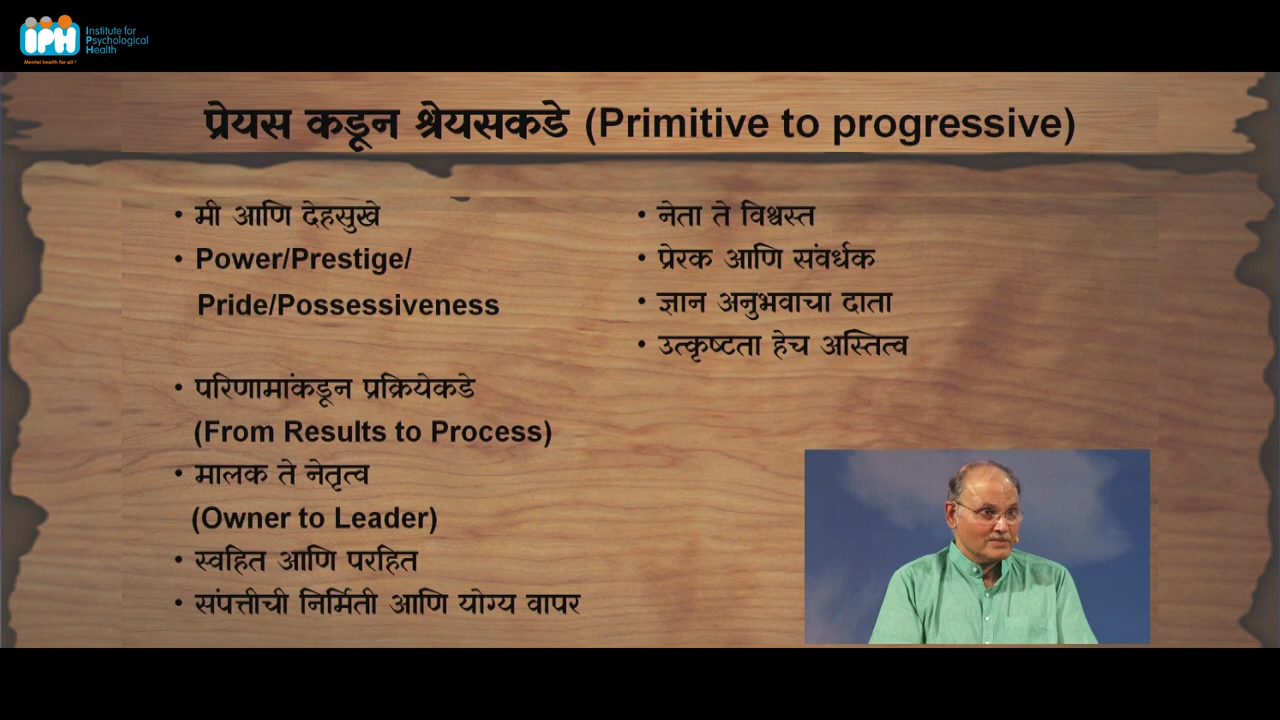 IPH
Institute for
Psychological
Health
Mental health for all !
प्रेयस कडून श्रेयसकडे (Primitive to progressive)
• मी आणि देहसुखे
• Power/Prestige/
Pride/Possessiveness
• परिणामांकडून प्रक्रियेकडे
(From Results to Process)
• मालक ते नेतृत्व
(Owner to Leader)
• स्वहित आणि परहित
• संपत्तीची निर्मिती आणि योग्य वापर
• नेता ते विश्वस्त
• प्रेरक आणि संवर्धक
• ज्ञान अनुभवाचा दाता
• उत्कृष्टता हेच अस्तित्व